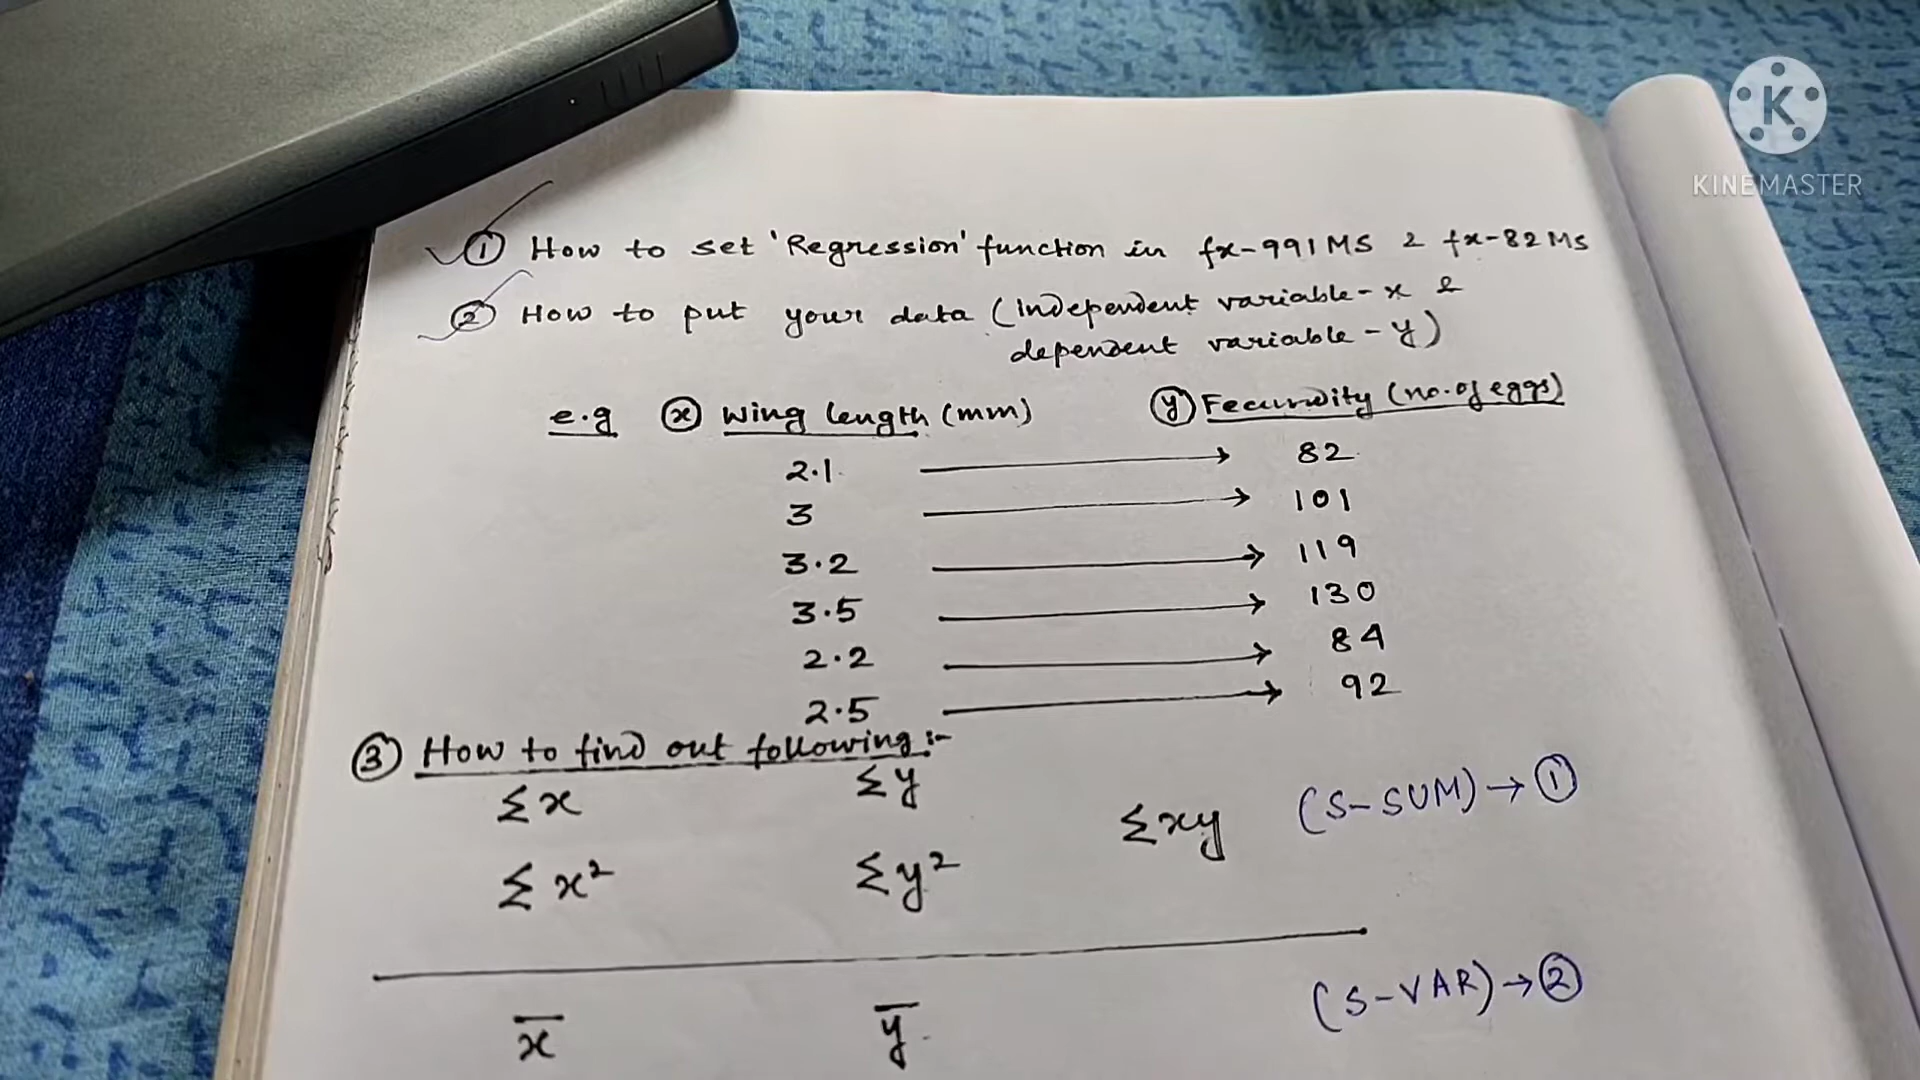 K
KINEMASTER
① How to set 'Regression' function in fx-991MS & fx-82MS
② How to put your data (independent variable - x &
dependent variable - y)
e.g ⓧ Wing length (mm) ⓨ Fecundity (no. of eggs)
2.1 → 82
3 → 101
3.2 → 119
3.5 → 130
2.2 → 84
2.5 → 92
③ How to find out following :-
Σx Σy
Σxy (S-SUM) → ①
Σx² Σy²
x̄ ȳ (S-VAR) → ②